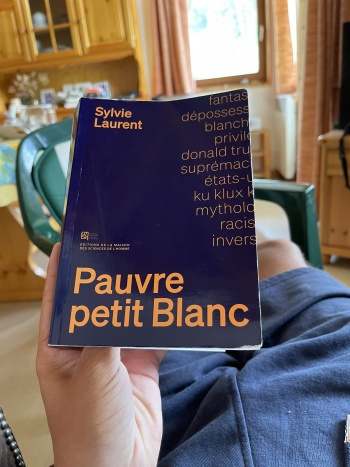 Sylvie
Laurent
fantas
dépossess
blanch
privilè
donald tru
suprémac
états-u
ku klux k
mytholo
racis
invers
ÉDITIONS DE LA MAISON
DES SCIENCES DE L'HOMME
Pauvre
petit Blanc